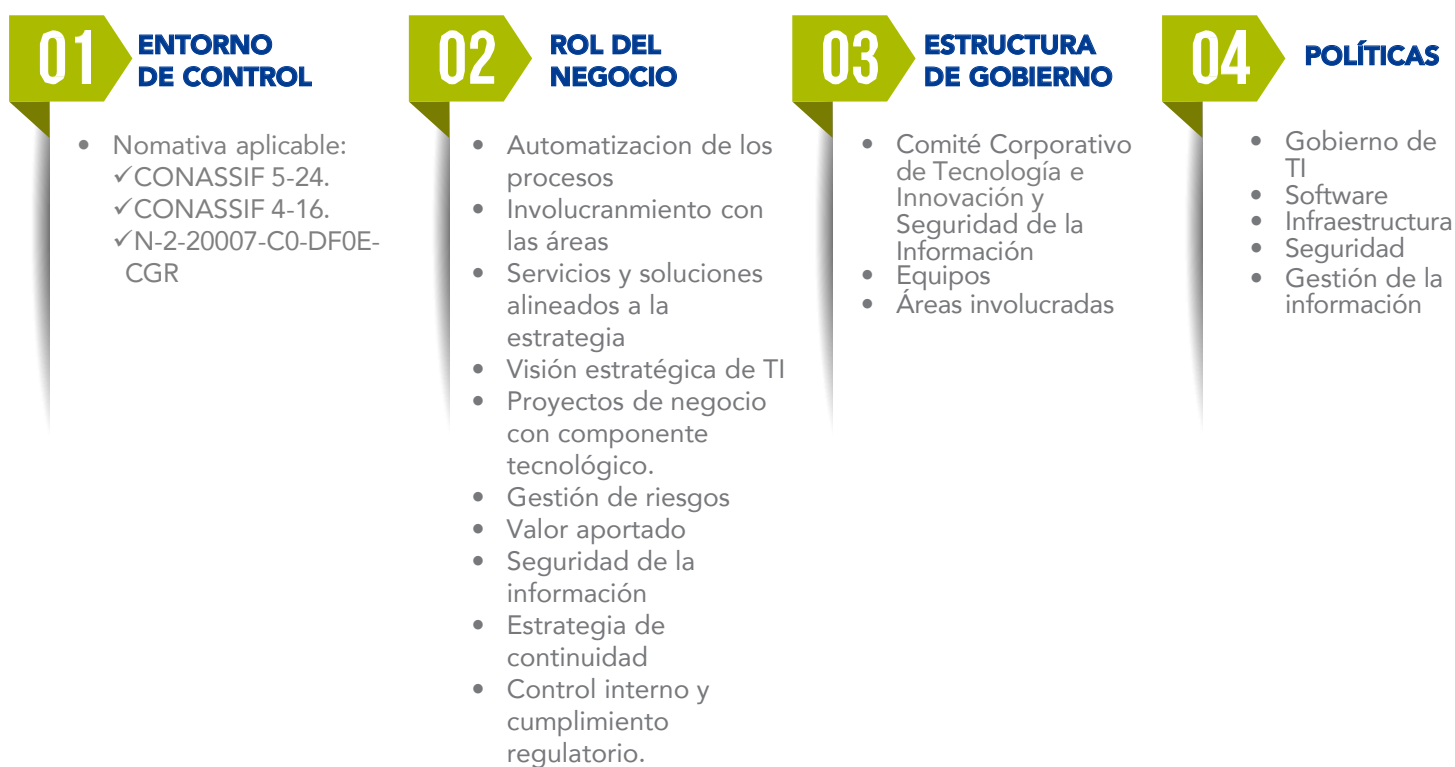 01
ENTORNO
DE CONTROL
• Nomativa aplicable:
✓CONASSIF 5-24.
✓CONASSIF 4-16.
✓N-2-20007-C0-DF0E-
CGR
02
ROL DEL
NEGOCIO
• Automatizacion de los
procesos
• Involucranmiento con
las áreas
• Servicios y soluciones
alineados a la
estrategia
• Visión estratégica de TI
• Proyectos de negocio
con componente
tecnológico.
• Gestión de riesgos
• Valor aportado
• Seguridad de la
información
• Estrategia de
continuidad
• Control interno y
cumplimiento
regulatorio.
03
ESTRUCTURA
DE GOBIERNO
• Comité Corporativo
de Tecnología e
Innovación y
Seguridad de la
Información
• Equipos
• Áreas involucradas
04
POLÍTICAS
• Gobierno de
TI
• Software
• Infraestructura
• Seguridad
• Gestión de la
información